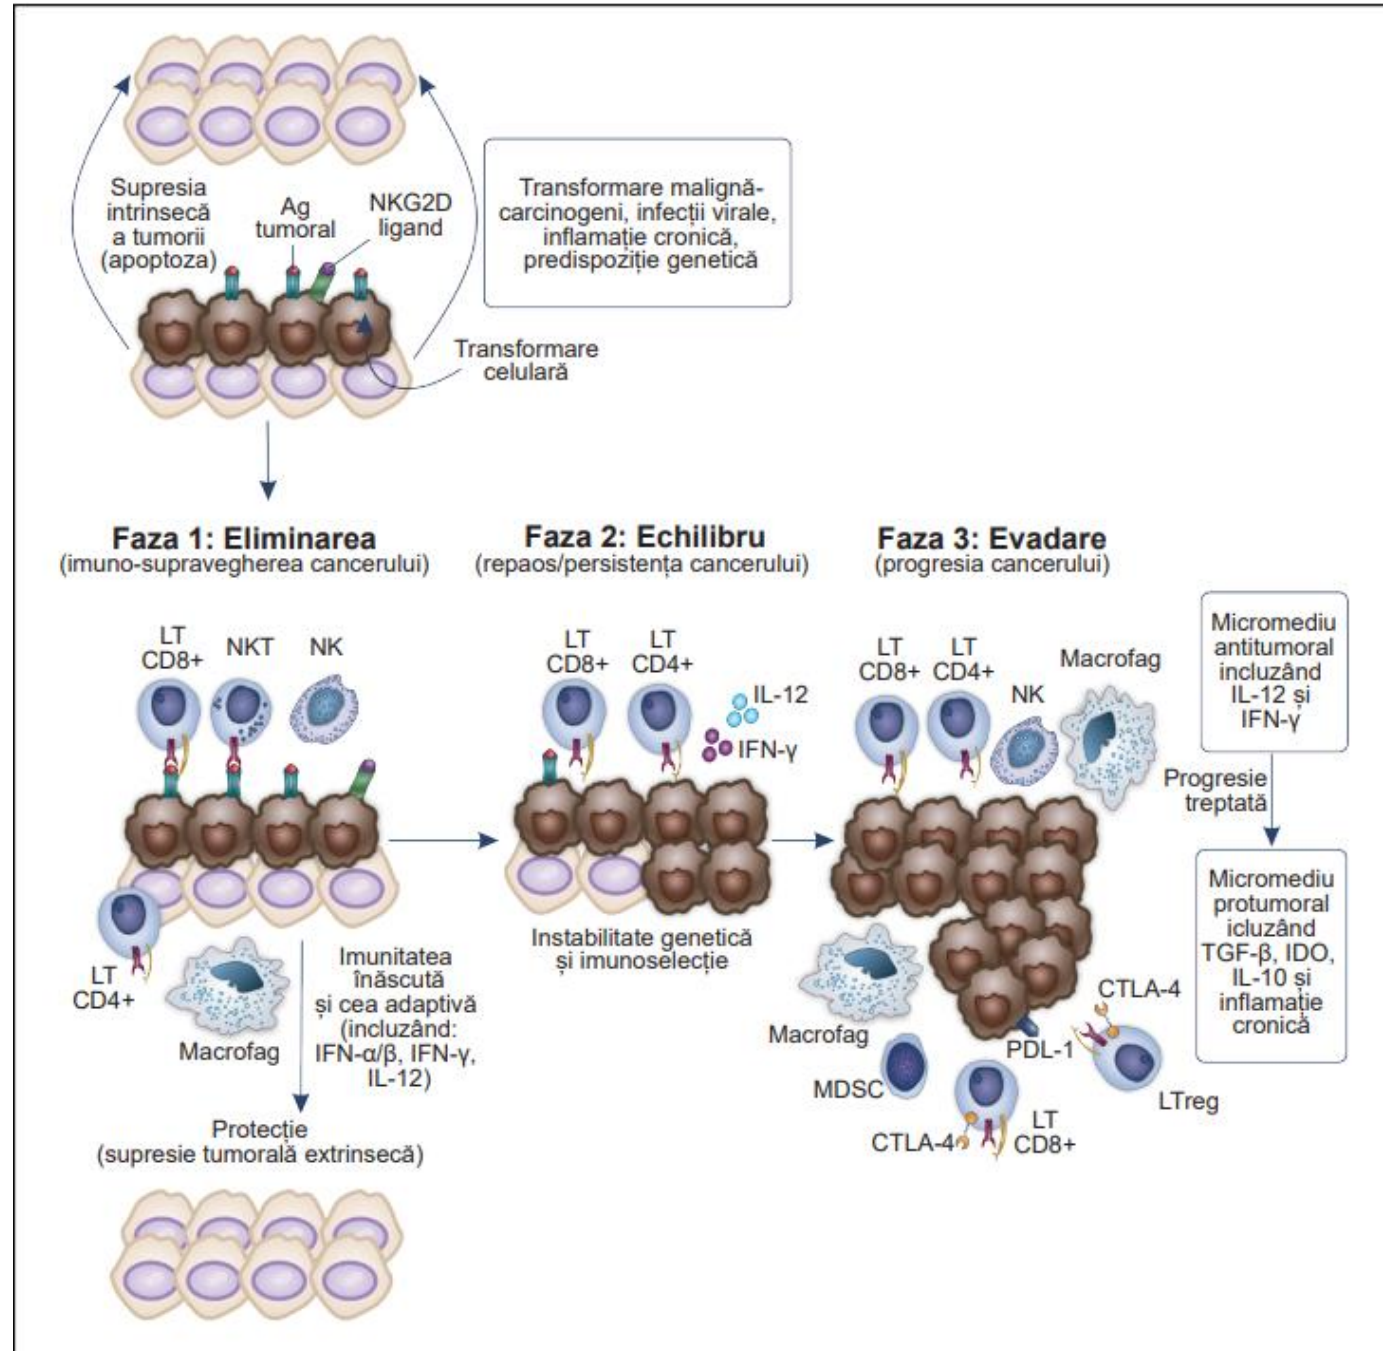 Supresia
intrinsecă
a tumorii
(apoptoza)
Ag
tumoral
NKG2D
ligand
Transformare malignă-
carcinogeni, infecții virale,
inflamație cronică,
predispoziție genetică
Transformare
celulară
Faza 1: Eliminarea
(imuno-supravegherea cancerului)
Faza 2: Echilibru
(repaos/persistența cancerului)
Faza 3: Evadare
(progresia cancerului)
LT
CD8+
NKT
NK
LT
CD4+
Macrofag
Imunitatea
înăscută
și cea adaptivă
(incluzând:
IFN-α/β, IFN-γ,
IL-12)
Protecție
(supresie tumorală extrinsecă)
LT
CD8+
LT
CD4+
IL-12
IFN-γ
Instabilitate genetică
și imunoselecție
LT
CD8+
LT
CD4+
NK
Macrofag
Macrofag
MDSC
CTLA-4
LT
CD8+
PDL-1
CTLA-4
LTreg
Micromediu
antitumoral
incluzând
IL-12 și
IFN-γ
Progresie
treptată
Micromediu
protumoral
icluzând
TGF-β, IDO,
IL-10 și
inflamație
cronică